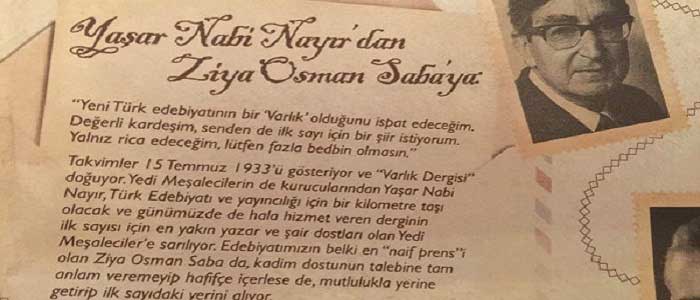 Yaşar Nabi Nayır'dan
Ziya Osman Saba'ya:
"Yeni Türk edebiyatının bir 'Varlık' olduğunu ispat edeceğim.
Değerli kardeşim, senden de ilk sayı için bir şiir istiyorum.
Yalnız rica edeceğim, lütfen fazla bedbin olmasın."
Takvimler 15 Temmuz 1933'ü gösteriyor ve "Varlık Dergisi"
doğuyor. Yedi Meşalecilerin de kurucularından Yaşar Nabi
Nayır, Türk Edebiyatı ve yayıncılığı için bir kilometre taşı
olacak ve günümüzde de hala hizmet veren derginin
ilk sayısı için en yakın yazar ve şair dostları olan Yedi
Meşaleciler'e sarılıyor. Edebiyatımızın belki en "naif prens"i
olan Ziya Osman Saba da, kadim dostunun talebine tam
anlam veremeyip hafifçe içerlese de, mutlulukla yerine
getirip ilk sayıdaki yerini alıyor.